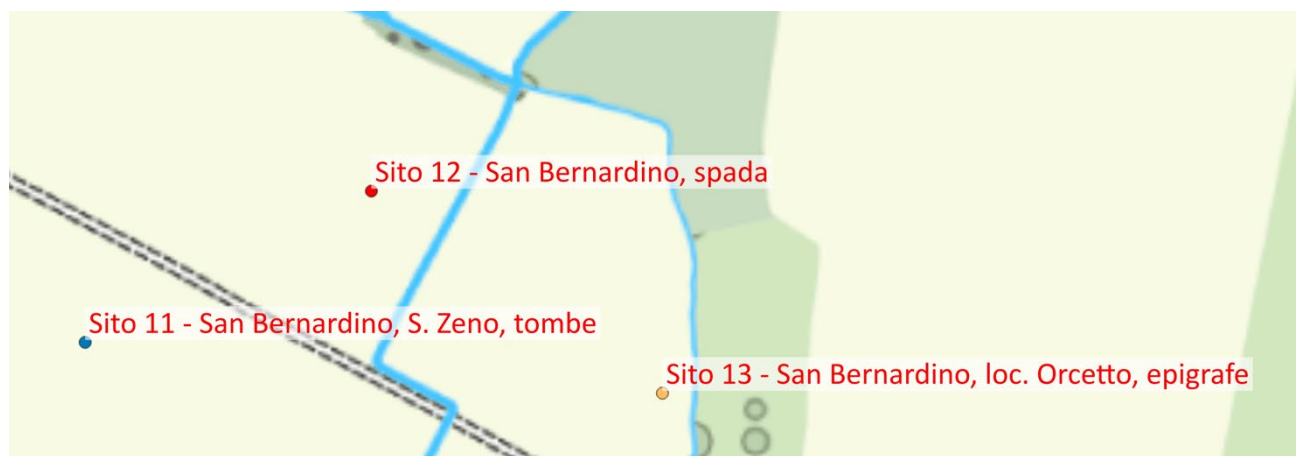 Sito 12 - San Bernardino, spada
Sito 11 - San Bernardino, S. Zeno, tombe
Sito 13 - San Bernardino, loc. Orcetto, epigrafe